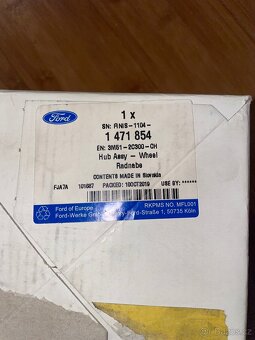 Ford
1 x
SN: FINIS-1104-
1 471 854
EN: 3M51-2C300-CH
Hub Assy - Wheel
Radnabe
CONTENTS MADE IN Slovakia
FJA7A 101687 PACKED: 10OCT2019 USE BY: ******
Ford of Europe RKPMS NO. MFL001
Ford-Werke GmbH, Henry-Ford-Straße 1, 50735 Köln